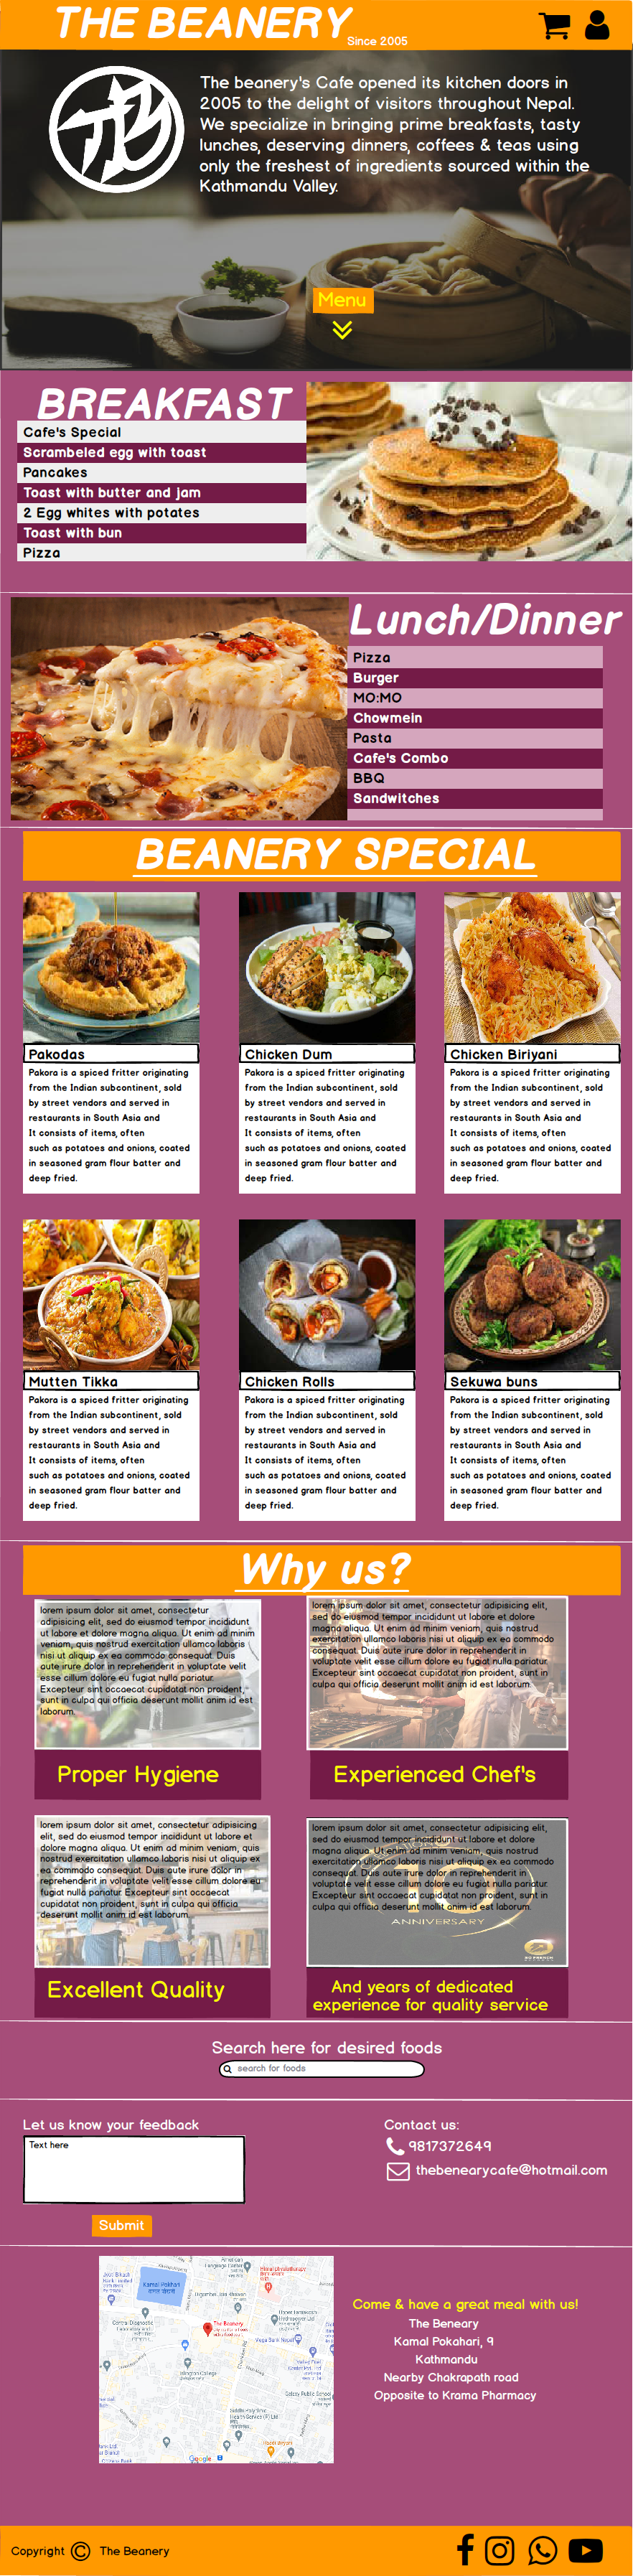 THE BEANERY
Since 2005
The beanery's Cafe opened its kitchen doors in
2005 to the delight of visitors throughout Nepal.
We specialize in bringing prime breakfasts, tasty
lunches, deserving dinners, coffees & teas using
only the freshest of ingredients sourced within the
Kathmandu Valley.
Menu
BREAKFAST
Cafe's Special
Scrambeled egg with toast
Pancakes
Toast with butter and jam
2 Egg whites with potates
Toast with bun
Pizza
Lunch/Dinner
Pizza
Burger
MO:MO
Chowmein
Pasta
Cafe's Combo
BBQ
Sandwitches
BEANERY SPECIAL
Pakodas
Pakora is a spiced fritter originating
from the Indian subcontinent, sold
by street vendors and served in
restaurants in South Asia and
It consists of items, often
such as potatoes and onions, coated
in seasoned gram flour batter and
deep fried.
Chicken Dum
Pakora is a spiced fritter originating
from the Indian subcontinent, sold
by street vendors and served in
restaurants in South Asia and
It consists of items, often
such as potatoes and onions, coated
in seasoned gram flour batter and
deep fried.
Chicken Biriyani
Pakora is a spiced fritter originating
from the Indian subcontinent, sold
by street vendors and served in
restaurants in South Asia and
It consists of items, often
such as potatoes and onions, coated
in seasoned gram flour batter and
deep fried.
Mutten Tikka
Pakora is a spiced fritter originating
from the Indian subcontinent, sold
by street vendors and served in
restaurants in South Asia and
It consists of items, often
such as potatoes and onions, coated
in seasoned gram flour batter and
deep fried.
Chicken Rolls
Pakora is a spiced fritter originating
from the Indian subcontinent, sold
by street vendors and served in
restaurants in South Asia and
It consists of items, often
such as potatoes and onions, coated
in seasoned gram flour batter and
deep fried.
Sekuwa buns
Pakora is a spiced fritter originating
from the Indian subcontinent, sold
by street vendors and served in
restaurants in South Asia and
It consists of items, often
such as potatoes and onions, coated
in seasoned gram flour batter and
deep fried.
Why us?
lorem ipsum dolor sit amet, consectetur
adipisicing elit, sed do eiusmod tempor incididunt
ut labore et dolore magna aliqua. Ut enim ad minim
veniam, quis nostrud exercitation ullamco laboris
nisi ut aliquip ex ea commodo consequat. Duis
aute irure dolor in reprehenderit in voluptate velit
esse cillum dolore eu fugiat nulla pariatur.
Excepteur sint occaecat cupidatat non proident,
sunt in culpa qui officia deserunt mollit anim id est
laborum.
Proper Hygiene
lorem ipsum dolor sit amet, consectetur adipisicing elit,
sed do eiusmod tempor incididunt ut labore et dolore
magna aliqua. Ut enim ad minim veniam, quis nostrud
exercitation ullamco laboris nisi ut aliquip ex ea commodo
consequat. Duis aute irure dolor in reprehenderit in
voluptate velit esse cillum dolore eu fugiat nulla pariatur.
Excepteur sint occaecat cupidatat non proident, sunt in
culpa qui officia deserunt mollit anim id est laborum.
Experienced Chef's
lorem ipsum dolor sit amet, consectetur adipisicing
elit, sed do eiusmod tempor incididunt ut labore et
dolore magna aliqua. Ut enim ad minim veniam, quis
nostrud exercitation ullamco laboris nisi ut aliquip ex
ea commodo consequat. Duis aute irure dolor in
reprehenderit in voluptate velit esse cillum dolore eu
fugiat nulla pariatur. Excepteur sint occaecat
cupidatat non proident, sunt in culpa qui officia
deserunt mollit anim id est laborum.
Excellent Quality
lorem ipsum dolor sit amet, consectetur adipisicing elit,
sed do eiusmod tempor incididunt ut labore et dolore
magna aliqua. Ut enim ad minim veniam, quis nostrud
exercitation ullamco laboris nisi ut aliquip ex ea commodo
consequat. Duis aute irure dolor in reprehenderit in
voluptate velit esse cillum dolore eu fugiat nulla pariatur.
Excepteur sint occaecat cupidatat non proident, sunt in
culpa qui officia deserunt mollit anim id est laborum.
ANNIVERSARY
And years of dedicated
experience for quality service
Search here for desired foods
search for foods
Let us know your feedback
Text here
Submit
Contact us:
9817372649
thebenearycafe@hotmail.com
Kamal Pokhari
The Beanery
Google
Come & have a great meal with us!
The Beneary
Kamal Pokahari, 9
Kathmandu
Nearby Chakrapath road
Opposite to Krama Pharmacy
Copyright © The Beanery